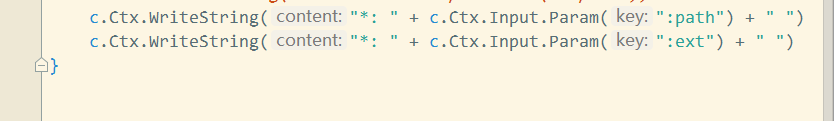 c.Ctx.WriteString( content: "*: " + c.Ctx.Input.Param( key: ":path") + " ")
c.Ctx.WriteString( content: "*: " + c.Ctx.Input.Param( key: ":ext") + " ")
}